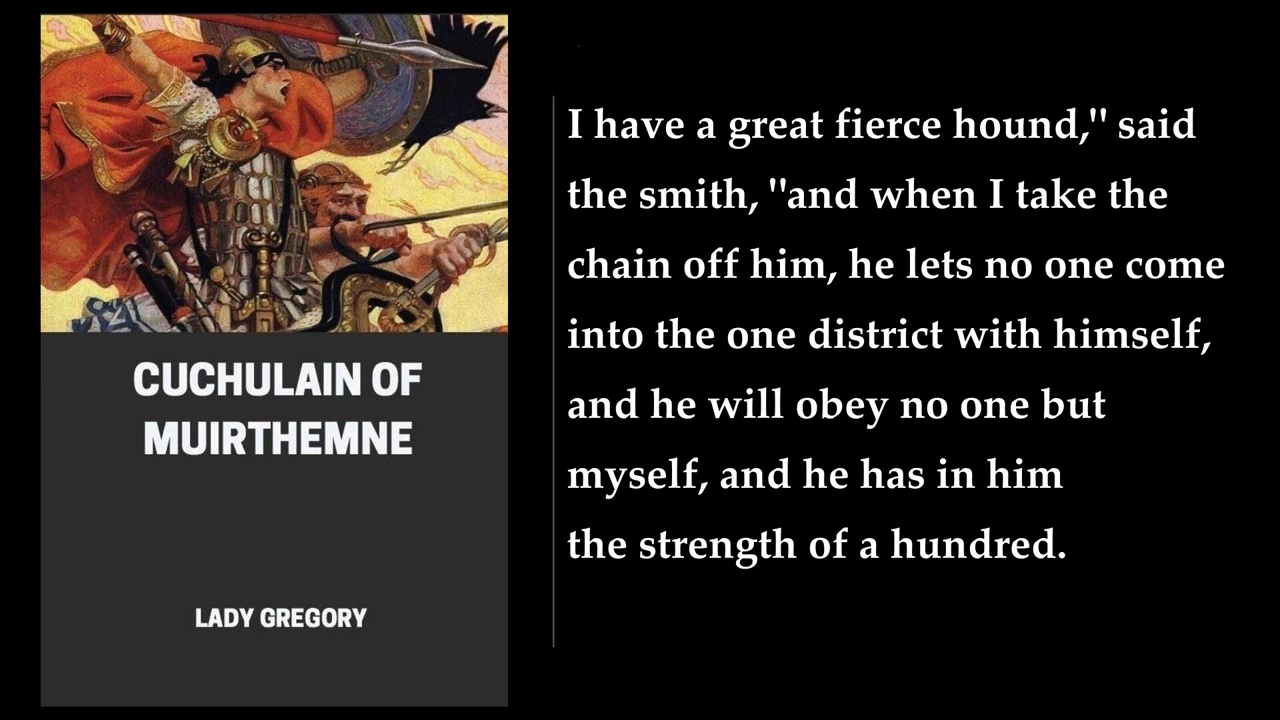 CUCHULAIN OF
MUIRTHEMNE
LADY GREGORY
I have a great fierce hound," said
the smith, "and when I take the
chain off him, he lets no one come
into the one district with himself,
and he will obey no one but
myself, and he has in him
the strength of a hundred.